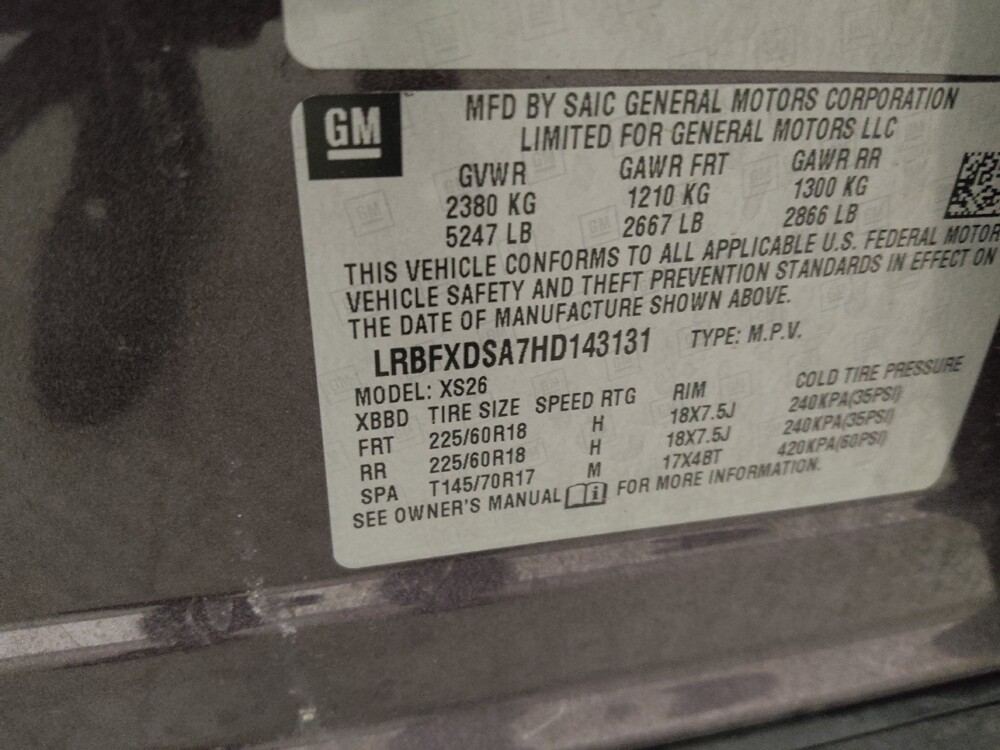 GM
MFD BY SAIC GENERAL MOTORS CORPORATION
LIMITED FOR GENERAL MOTORS LLC
GVWR GAWR FRT GAWR RR
2380 KG 1210 KG 1300 KG
5247 LB 2667 LB 2866 LB
THIS VEHICLE CONFORMS TO ALL APPLICABLE U.S. FEDERAL MOTOR
VEHICLE SAFETY AND THEFT PREVENTION STANDARDS IN EFFECT ON
THE DATE OF MANUFACTURE SHOWN ABOVE.
LRBFXDSA7HD143131 TYPE: M.P.V.
MODEL: XS26
XBBD TIRE SIZE SPEED RTG RIM COLD TIRE PRESSURE
FRT 225/60R18 H 18X7.5J 240KPA(35PSI)
RR 225/60R18 H 18X7.5J 240KPA(35PSI)
SPA T145/70R17 M 17X4BT 420KPA(60PSI)
SEE OWNER'S MANUAL FOR MORE INFORMATION.